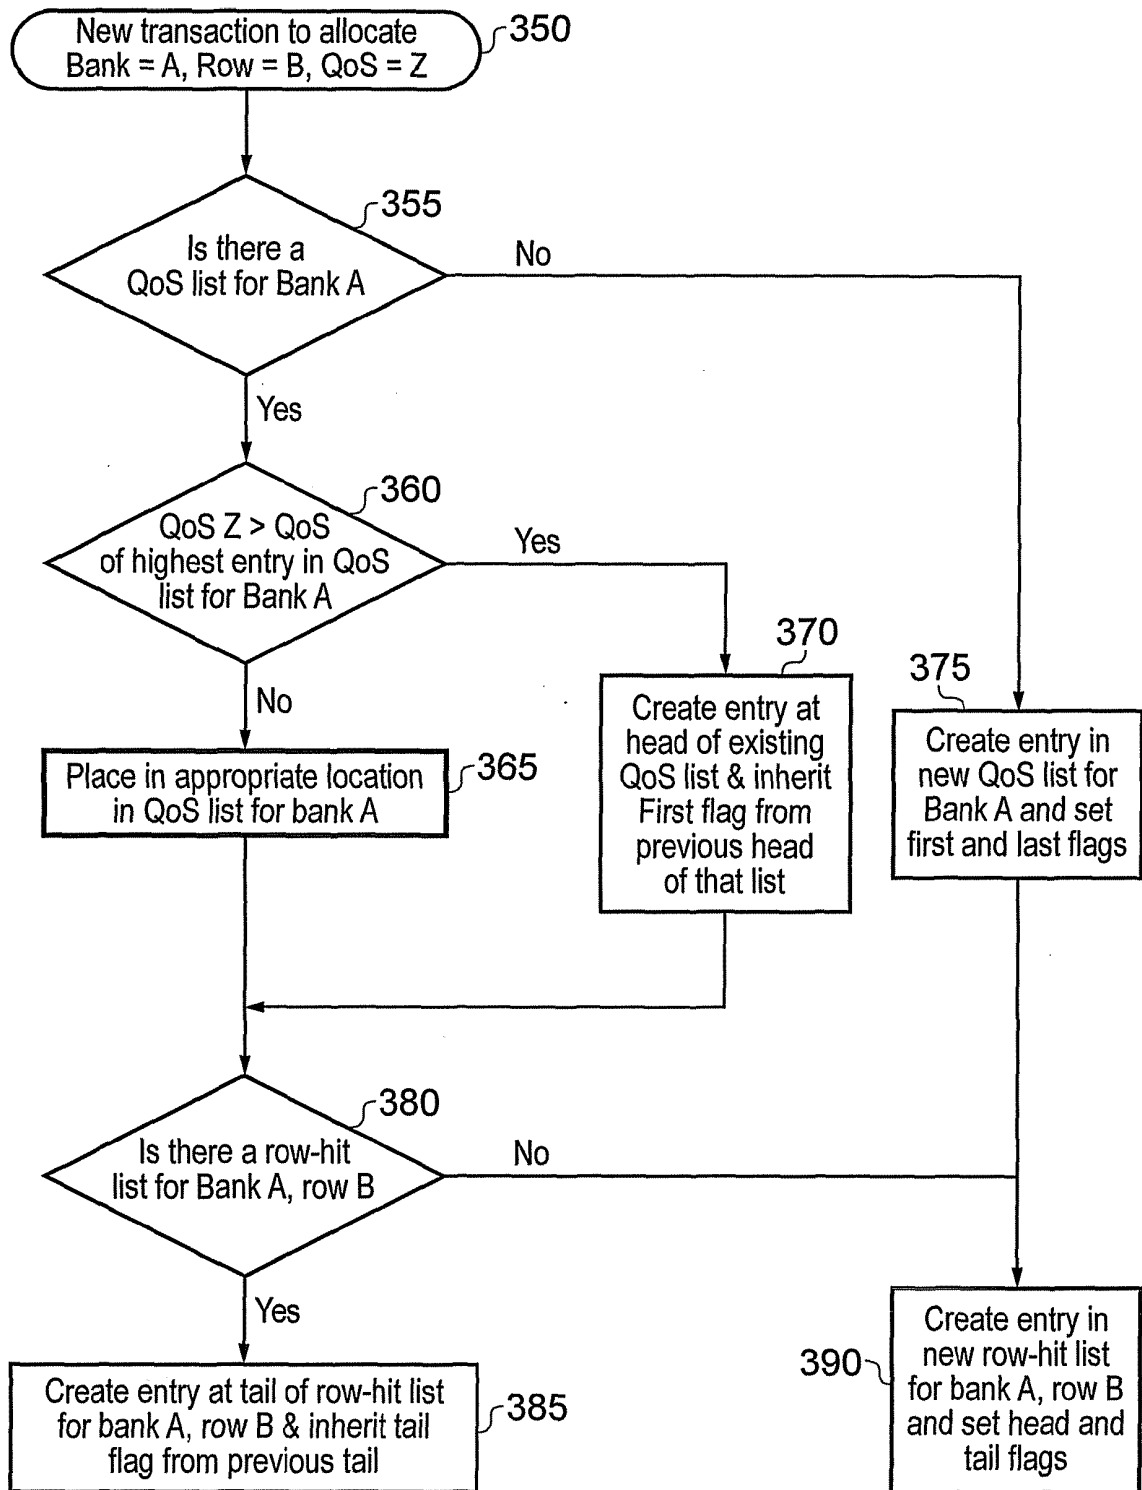 New transaction to allocate
Bank = A, Row = B, QoS = Z
350
355
Is there a
QoS list for Bank A
No
Yes
360
QoS Z > QoS
of highest entry in QoS
list for Bank A
Yes
No
370
Create entry at
head of existing
QoS list & inherit
First flag from
previous head
of that list
375
Create entry in
new QoS list for
Bank A and set
first and last flags
Place in appropriate location
in QoS list for bank A
365
380
Is there a row-hit
list for Bank A, row B
No
Yes
Create entry at tail of row-hit list
for bank A, row B & inherit tail
flag from previous tail
385
390
Create entry in
new row-hit list
for bank A, row B
and set head and
tail flags